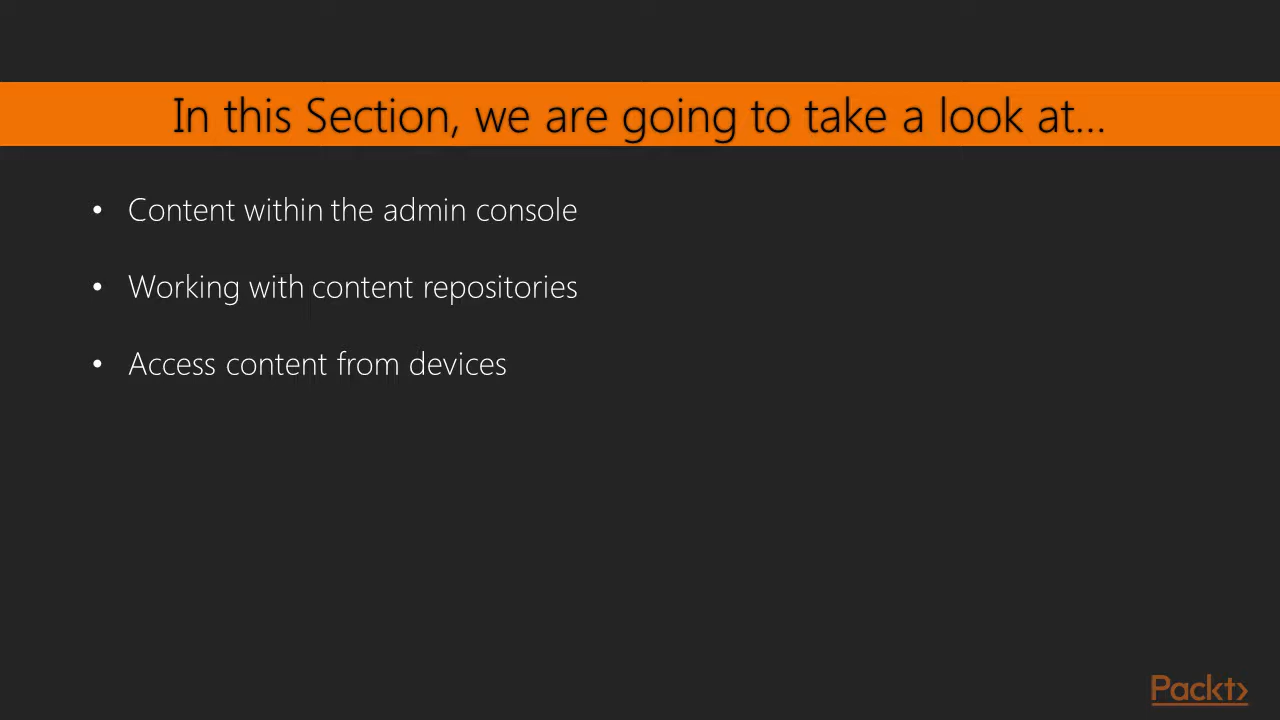 In this Section, we are going to take a look at...
• Content within the admin console
• Working with content repositories
• Access content from devices
Packt>